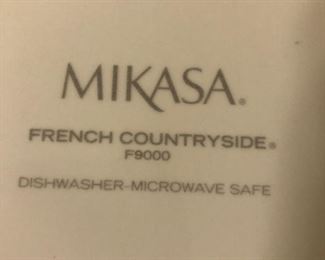 MIKASA®
FRENCH COUNTRYSIDE®
F9000
DISHWASHER-MICROWAVE SAFE